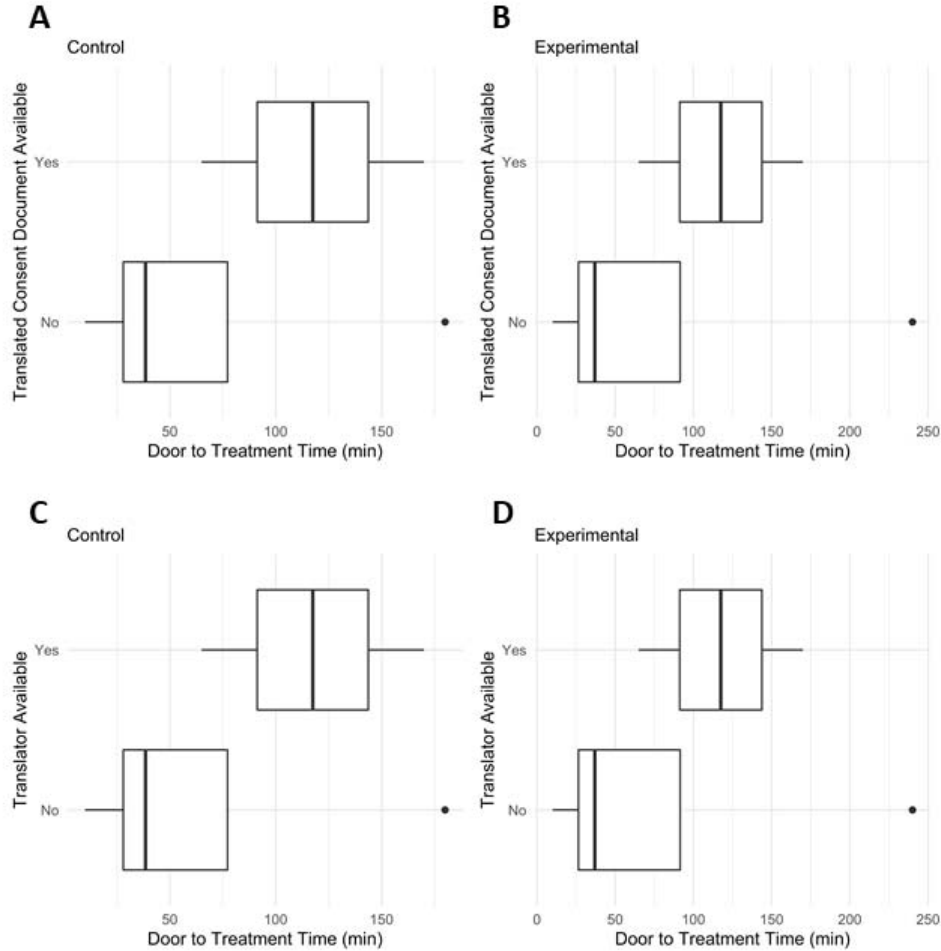 A
Control
Translated Consent Document Available
Yes
No
50 100 150
Door to Treatment Time (min)
B
Experimental
Translated Consent Document Available
Yes
No
0 50 100 150 200 250
Door to Treatment Time (min)
C
Control
Translator Available
Yes
No
50 100 150
Door to Treatment Time (min)
D
Experimental
Translator Available
Yes
No
0 50 100 150 200 250
Door to Treatment Time (min)